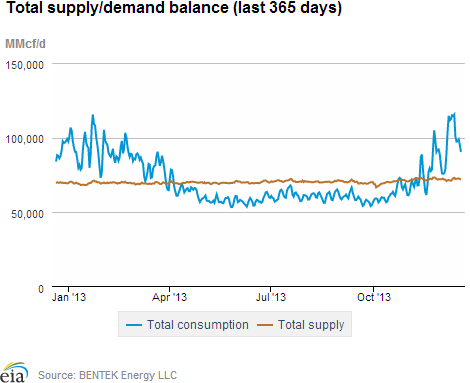 Total supply/demand balance (last 365 days)
MMcf/d
150,000
100,000
50,000
0
Jan '13 Apr '13 Jul '13 Oct '13
Total consumption Total supply
eia Source: BENTEK Energy LLC